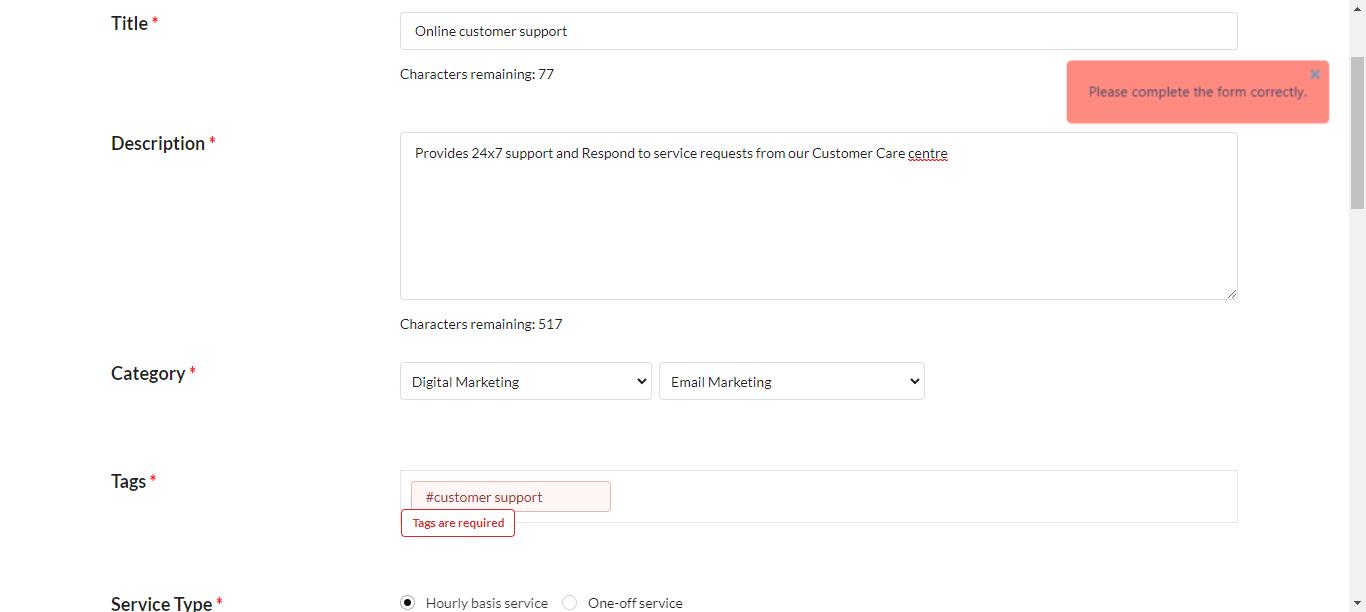 Title *
Online customer support
Characters remaining: 77
×
Please complete the form correctly.
Description *
Provides 24x7 support and Respond to service requests from our Customer Care centre
Characters remaining: 517
Category *
Digital Marketing
Email Marketing
Tags *
#customer support
Tags are required
Service Type *
Hourly basis service
One-off service